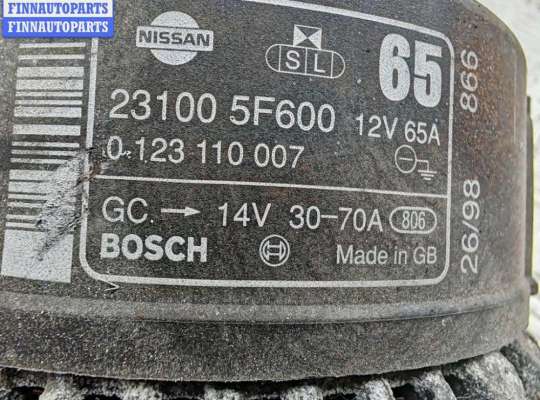 FINNAUTOPARTS
FINNAUTOPARTS
NISSAN
S L
65
23100 5F600 12V 65A
0 123 110 007
GC. → 14V 30-70A 806
BOSCH Made in GB
26/98 866